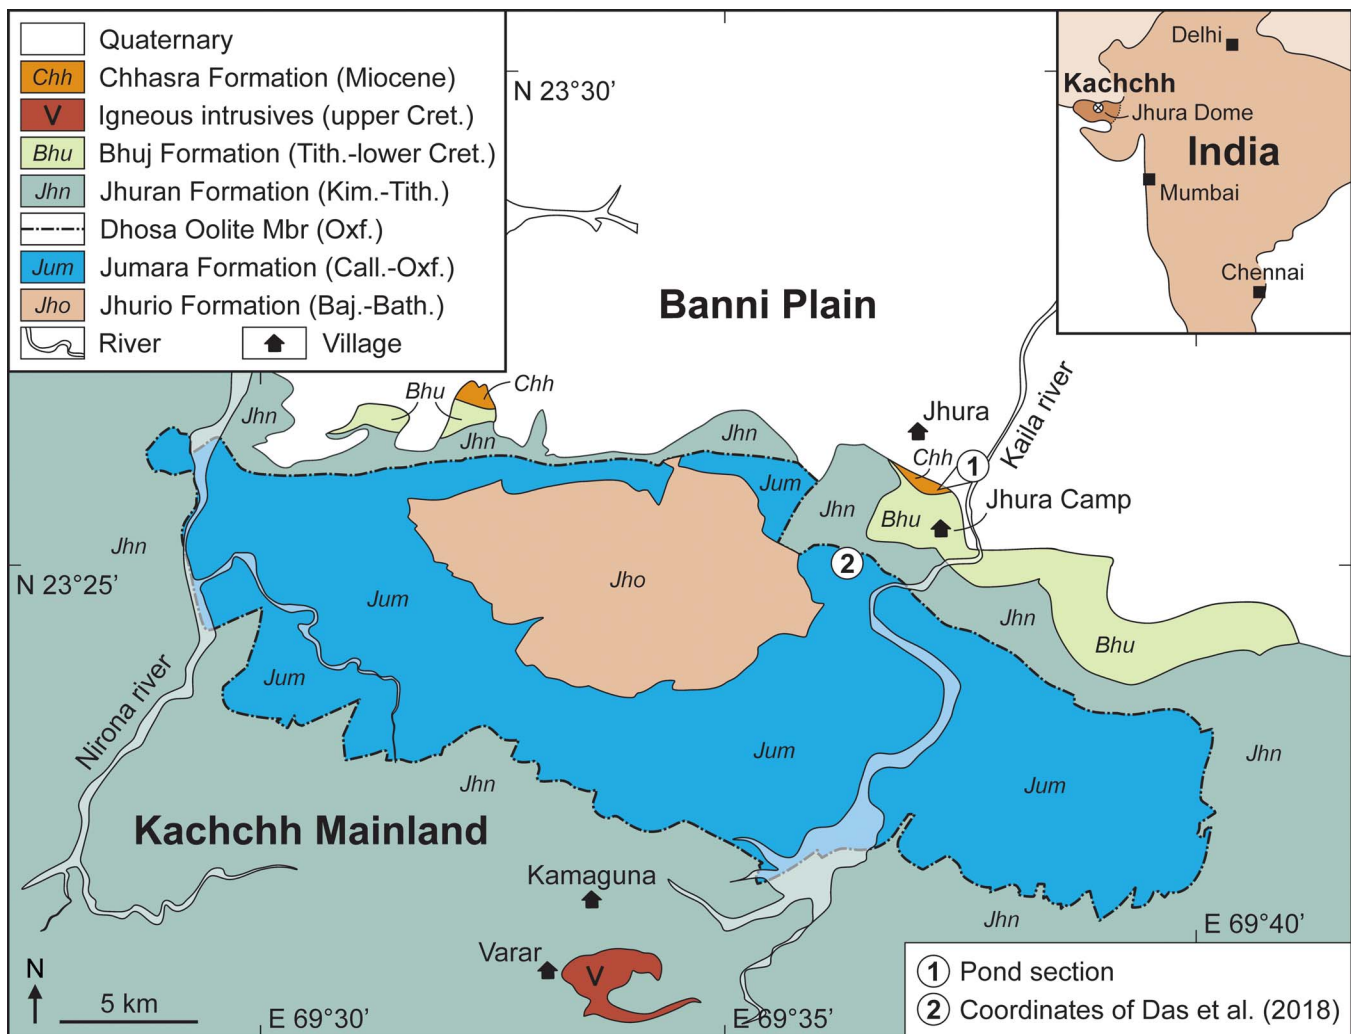 Quaternary
Chh Chhasra Formation (Miocene)
V Igneous intrusives (upper Cret.)
Bhu Bhuj Formation (Tith.-lower Cret.)
Jhn Jhuran Formation (Kim.-Tith.)
Dhosa Oolite Mbr (Oxf.)
Jum Jumara Formation (Call.-Oxf.)
Jho Jhurio Formation (Baj.-Bath.)
River
Village
N 23°30’
Delhi
Kachchh
Jhura Dome
India
Mumbai
Chennai
Banni Plain
Kaila river
Bhu
Chh
Jhn
Jhn
Jhn
Jhura
Chh
1
Jum
Jhn
Bhu
Jhura Camp
Jhn
2
N 23°25’
Jho
Jum
Jhn
Bhu
Jum
Nirona river
Jum
Jhn
Jhn
Jum
Kachchh Mainland
Kamaguna
Jhn
E 69°40’
Varar
V
N
5 km
E 69°30’
E 69°35’
1 Pond section
2 Coordinates of Das et al. (2018)